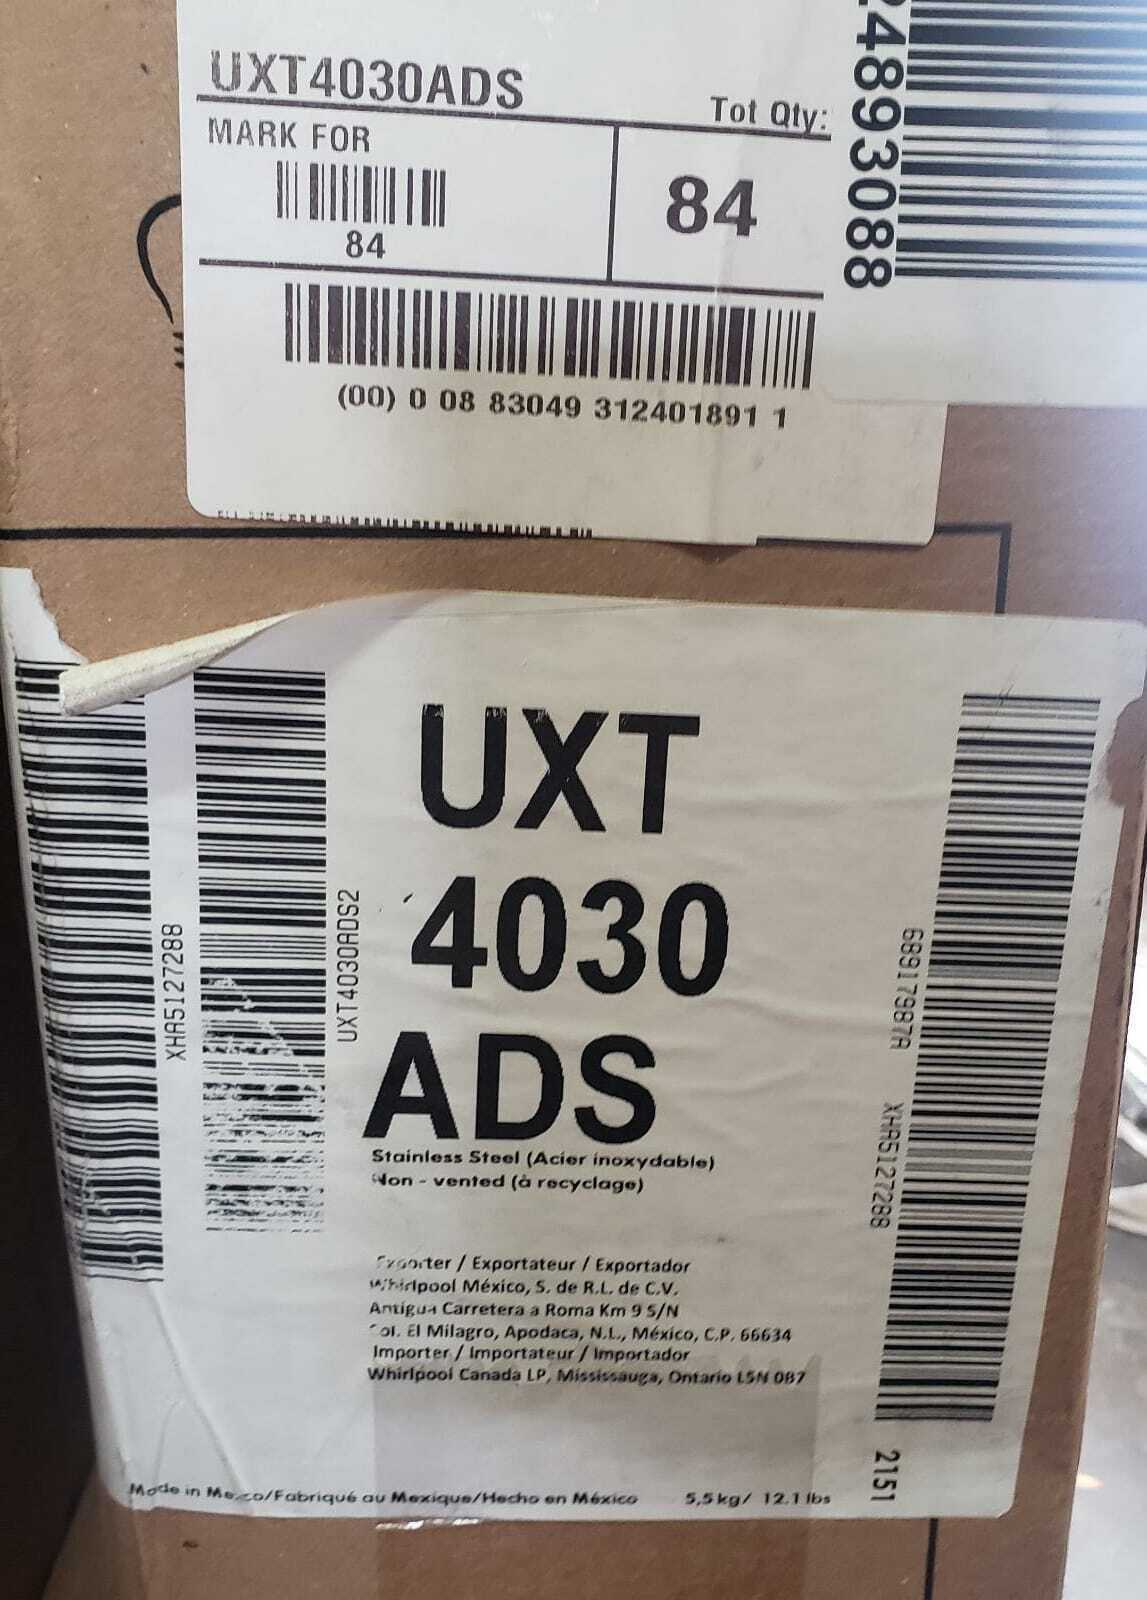 UXT4030ADS
Tot Qty:
MARK FOR
84
84
(00) 0 08 83049 312401891 1
2489​3088
XHA5127288
UXT4030ADS2
UXT
4030
ADS
Stainless Steel (Acier inoxydable)
Non - vented (à recyclage)
68917987A
XHA5127288
Exporter / Exportateur / Exportador
Whirlpool México, S. de R.L. de C.V.
Antigua Carretera a Roma Km 9 S/N
Col. El Milagro, Apodaca, N.L., México, C.P. 66634
Importer / Importateur / Importador
Whirlpool Canada LP, Mississauga, Ontario L5N 0B7
Made in Mexico/Fabriqué au Mexique/Hecho en México
5,5kg/ 12.1 lbs
2151